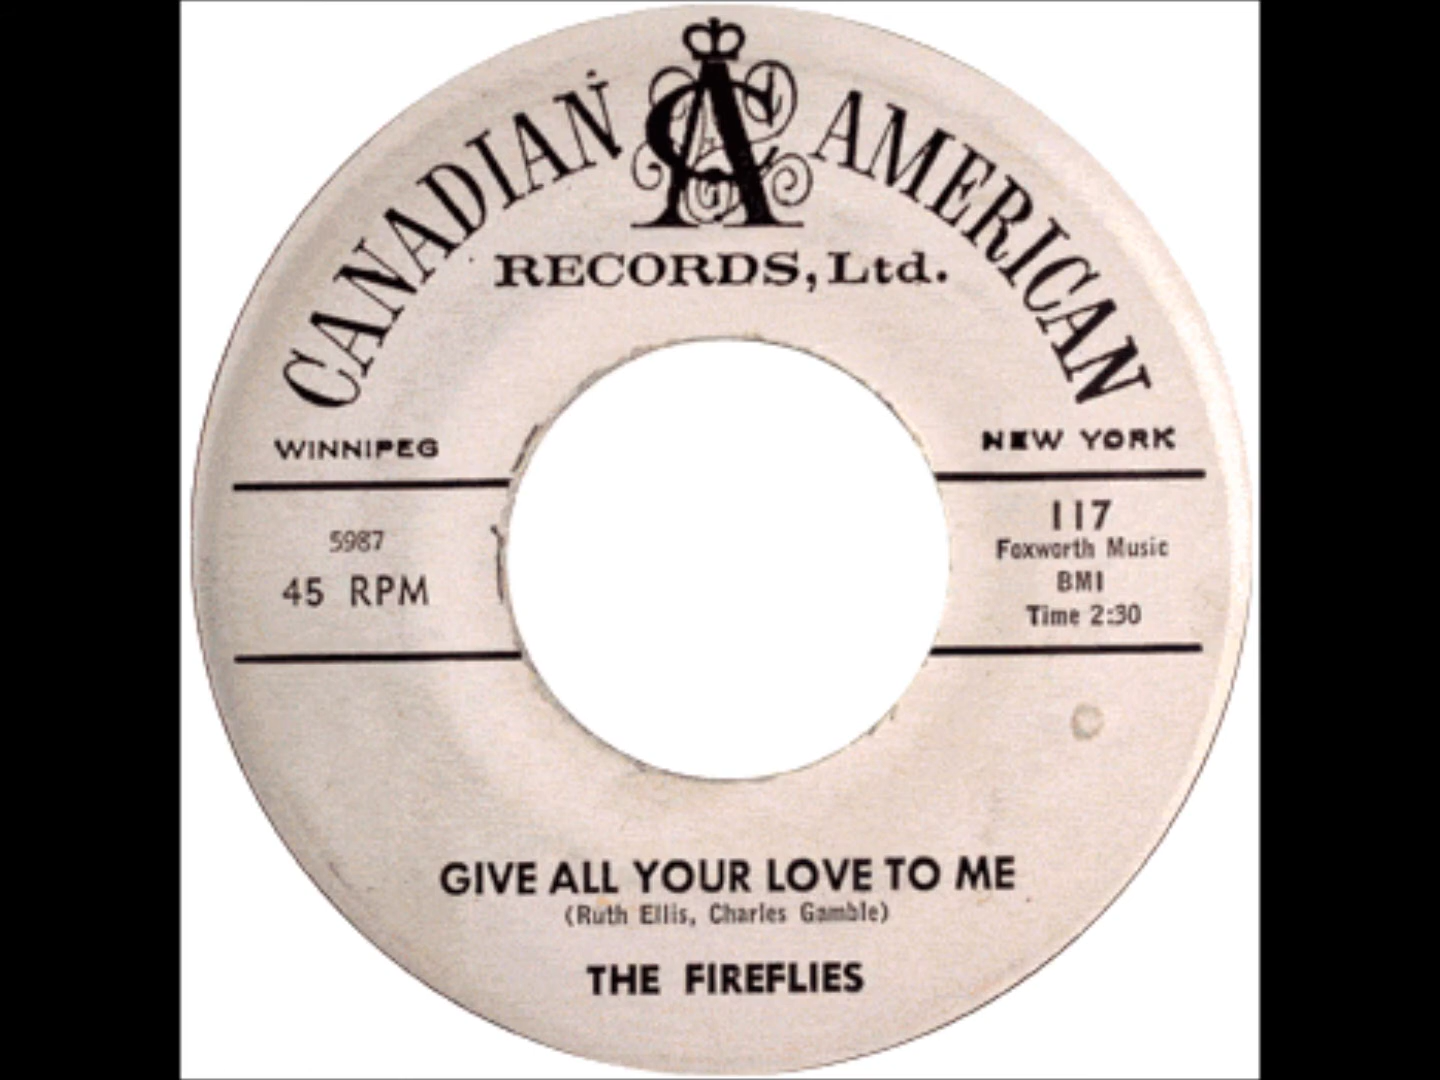 CANADIAN A AMERICAN
RECORDS, Ltd.
WINNIPEG
NEW YORK
5987
45 RPM
117
Foxworth Music
BMI
Time 2:30
GIVE ALL YOUR LOVE TO ME
(Ruth Ellis, Charles Gamble)
THE FIREFLIES